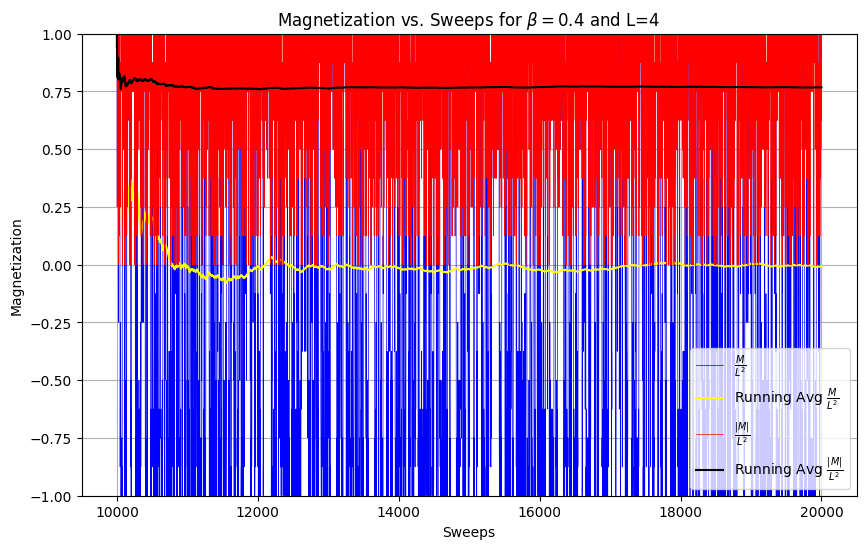 Magnetization vs. Sweeps for β = 0.4 and L=4
1.00
0.75
0.50
0.25
0.00
−0.25
−0.50
−0.75
−1.00
Magnetization
M/L²
Running Avg M/L²
|M|/L²
Running Avg |M|/L²
10000 12000 14000 16000 18000 20000
Sweeps